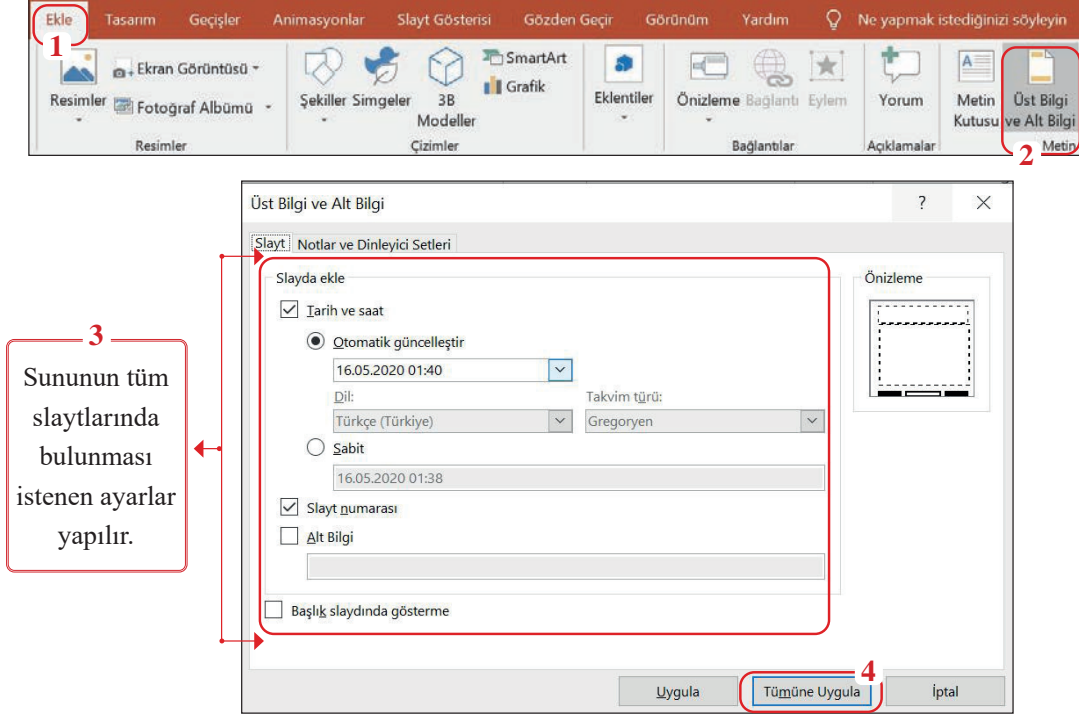 Ekle Tasarım Geçişler Animasyonlar Slayt Gösterisi Gözden Geçir Görünüm Yardım Ne yapmak istediğinizi söyleyin
1
Resimler
Ekran Görüntüsü
Fotoğraf Albümü
Resimler
Şekiller Simgeler 3B Modeller
SmartArt
Grafik
Çizimler
Eklentiler
Önizleme Bağlantı Eylem
Bağlantılar
Yorum
Açıklamalar
Metin Kutusu
Üst Bilgi ve Alt Bilgi
Metin
2
Üst Bilgi ve Alt Bilgi ?
Slayt Notlar ve Dinleyici Setleri
Slayda ekle
Tarih ve saat
Otomatik güncelleştir
16.05.2020 01:40
Dil: Takvim türü:
Türkçe (Türkiye) Gregoryen
Sabit
16.05.2020 01:38
Slayt numarası
Alt Bilgi
Başlık slaydında gösterme
Önizleme
3
Sununun tüm
slaytlarında
bulunması
istenen ayarlar
yapılır.
4
Uygula Tümüne Uygula İptal